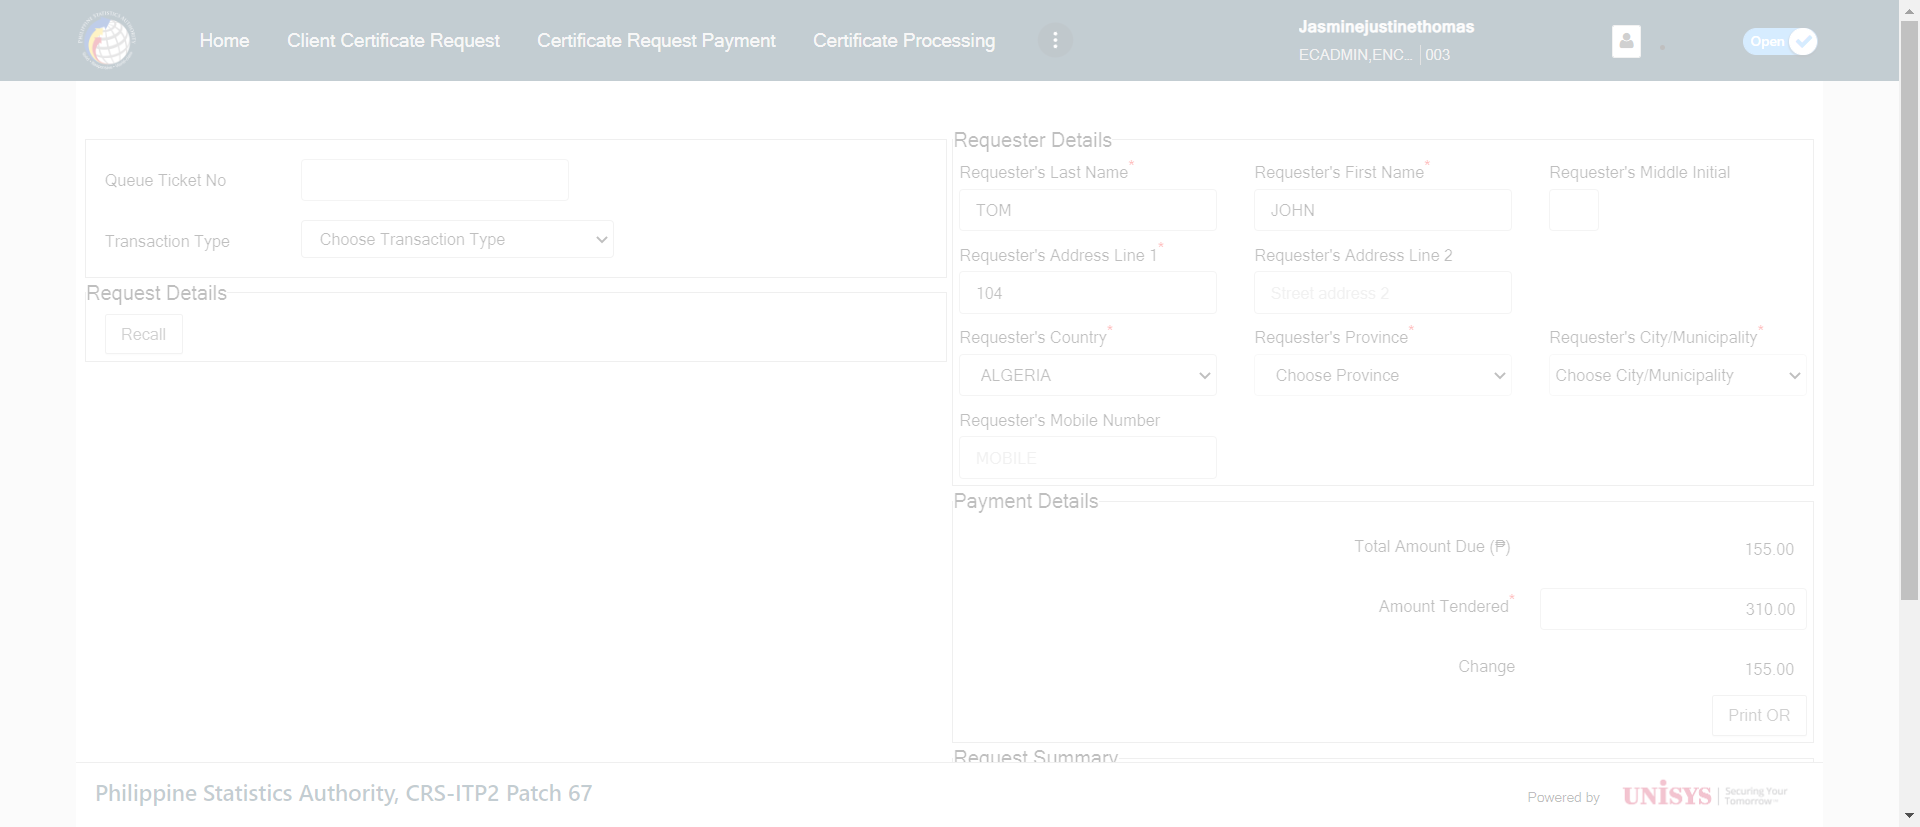 Home
Client Certificate Request
Certificate Request Payment
Certificate Processing
Jasminejustinethomas
ECADMIN,ENC... 003
Open
Queue Ticket No
Transaction Type
Choose Transaction Type
Request Details
Recall
Requester Details
Requester's Last Name*
Requester's First Name*
Requester's Middle Initial
TOM
JOHN
Requester's Address Line 1*
Requester's Address Line 2
104
Street address 2
Requester's Country*
Requester's Province*
Requester's City/Municipality*
ALGERIA
Choose Province
Choose City/Municipality
Requester's Mobile Number
MOBILE
Payment Details
Total Amount Due (₱)
155.00
Amount Tendered*
310.00
Change
155.00
Print OR
Request Summary
Philippine Statistics Authority, CRS-ITP2 Patch 67
Powered by
UNISYS
Securing Your
Tomorrow